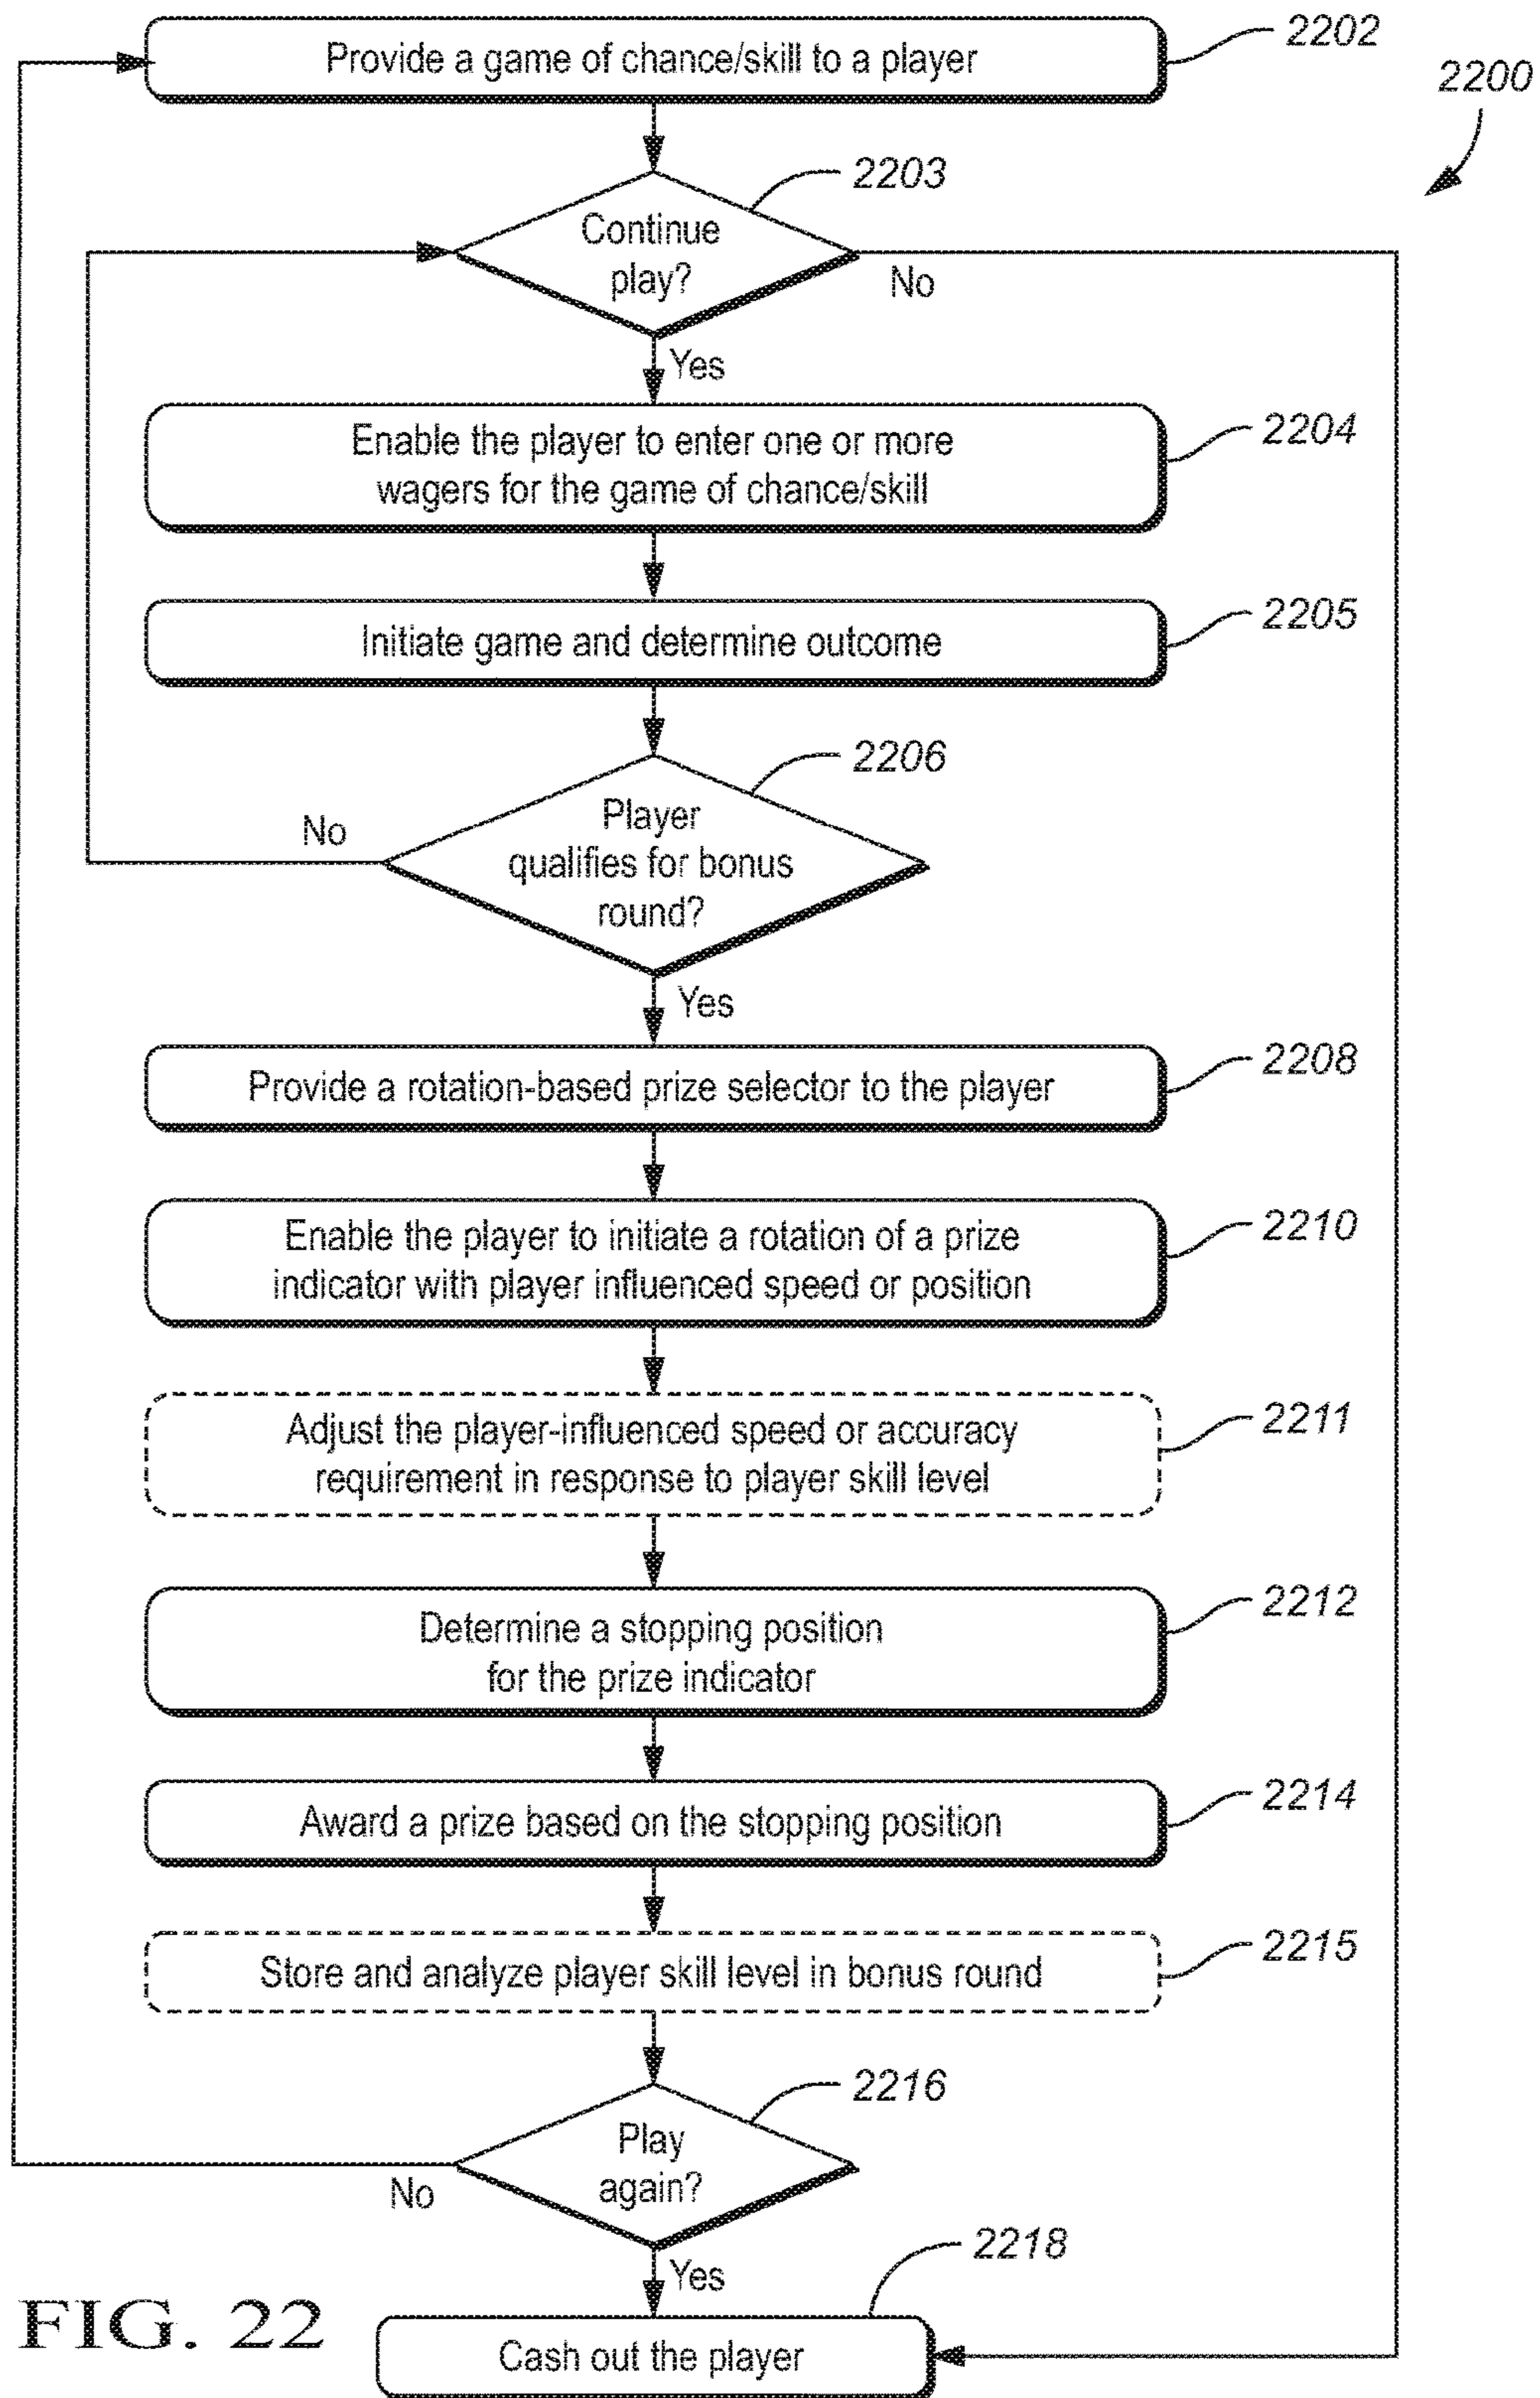 Provide a game of chance/skill to a player
2202
2200
2203
Continue
play?
No
Yes
Enable the player to enter one or more
wagers for the game of chance/skill
2204
Initiate game and determine outcome
2205
2206
Player
qualifies for bonus
round?
No
Yes
Provide a rotation-based prize selector to the player
2208
Enable the player to initiate a rotation of a prize
indicator with player influenced speed or position
2210
Adjust the player-influenced speed or accuracy
requirement in response to player skill level
2211
Determine a stopping position
for the prize indicator
2212
Award a prize based on the stopping position
2214
Store and analyze player skill level in bonus round
2215
2216
Play
again?
No
Yes
2218
Cash out the player
FIG. 22